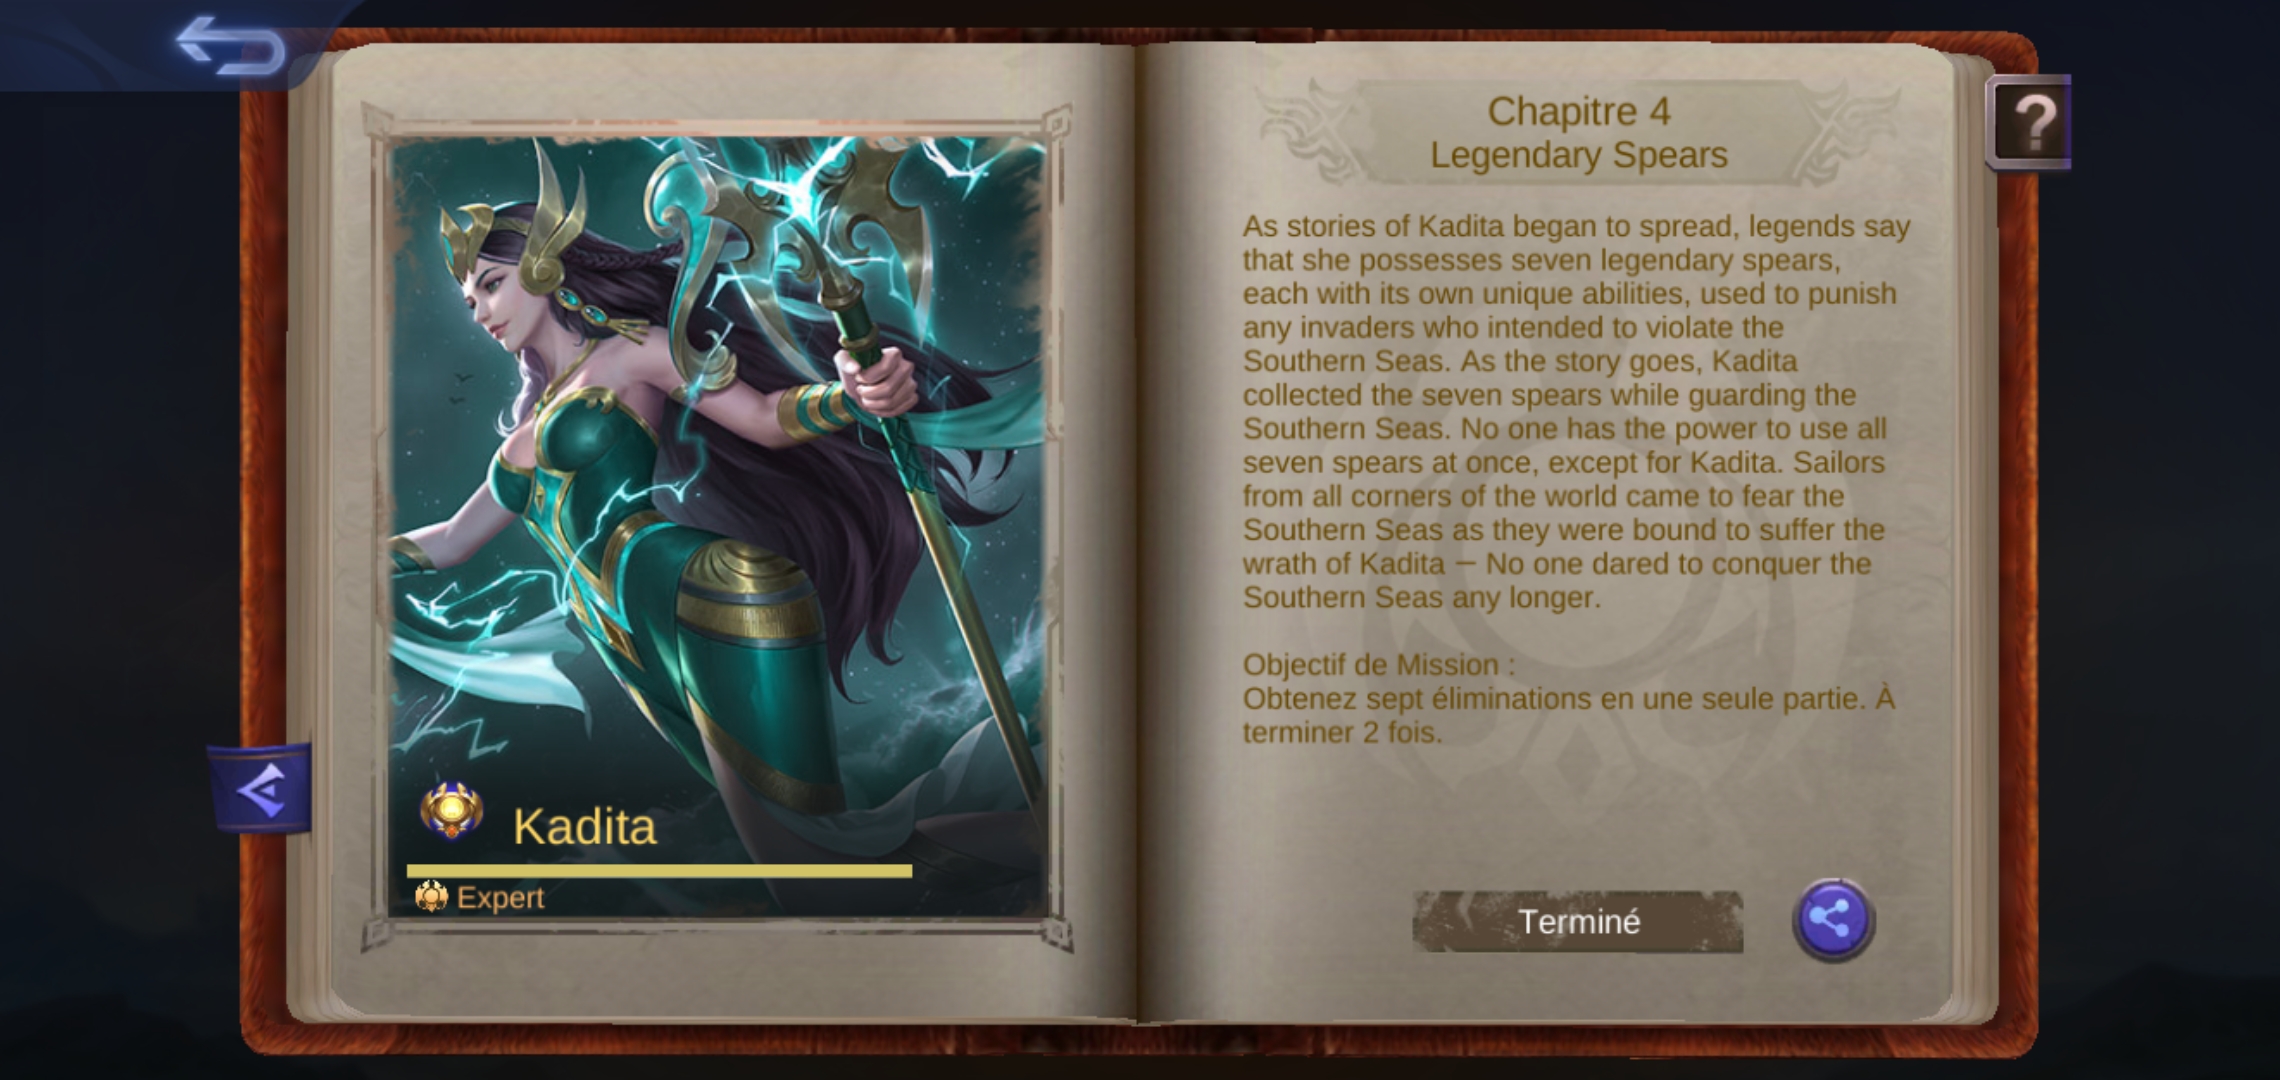 Kadita
Expert
Chapitre 4
Legendary Spears
As stories of Kadita began to spread, legends say
that she possesses seven legendary spears,
each with its own unique abilities, used to punish
any invaders who intended to violate the
Southern Seas. As the story goes, Kadita
collected the seven spears while guarding the
Southern Seas. No one has the power to use all
seven spears at once, except for Kadita. Sailors
from all corners of the world came to fear the
Southern Seas as they were bound to suffer the
wrath of Kadita — No one dared to conquer the
Southern Seas any longer.
Objectif de Mission :
Obtenez sept éliminations en une seule partie. À
terminer 2 fois.
Terminé
?